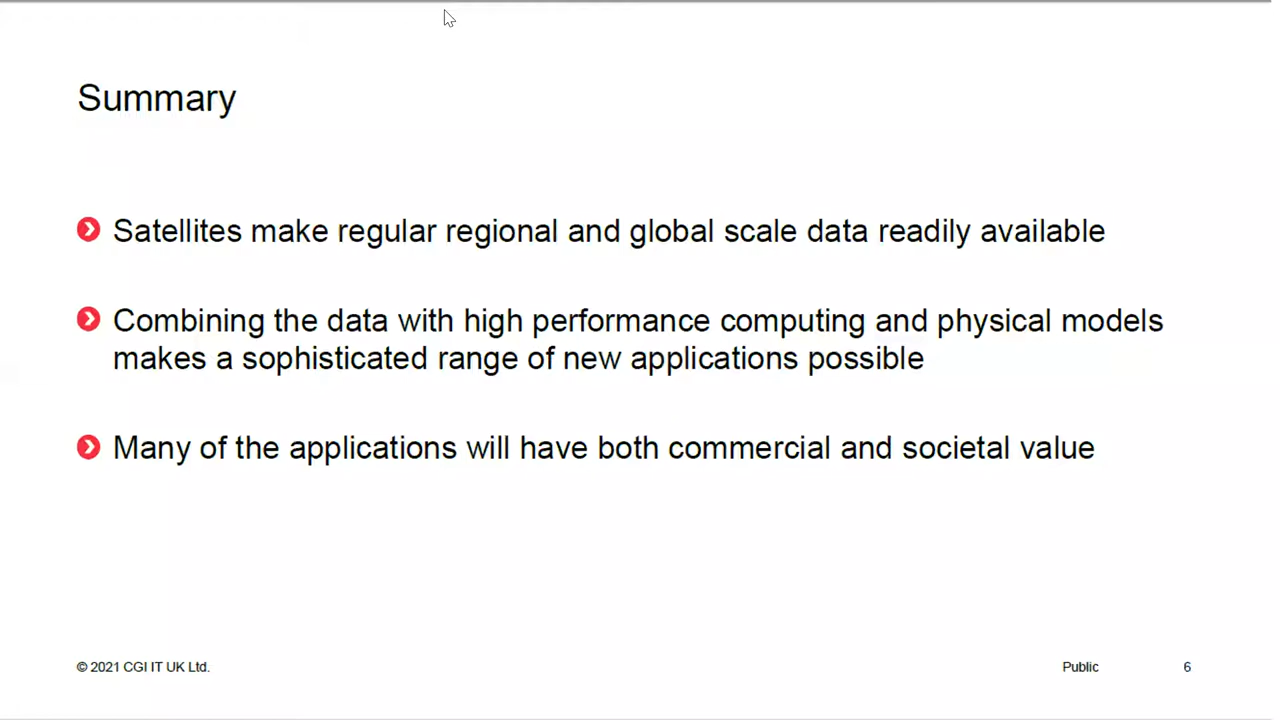 Summary
Satellites make regular regional and global scale data readily available
Combining the data with high performance computing and physical models
makes a sophisticated range of new applications possible
Many of the applications will have both commercial and societal value
© 2021 CGI IT UK Ltd.
Public
6